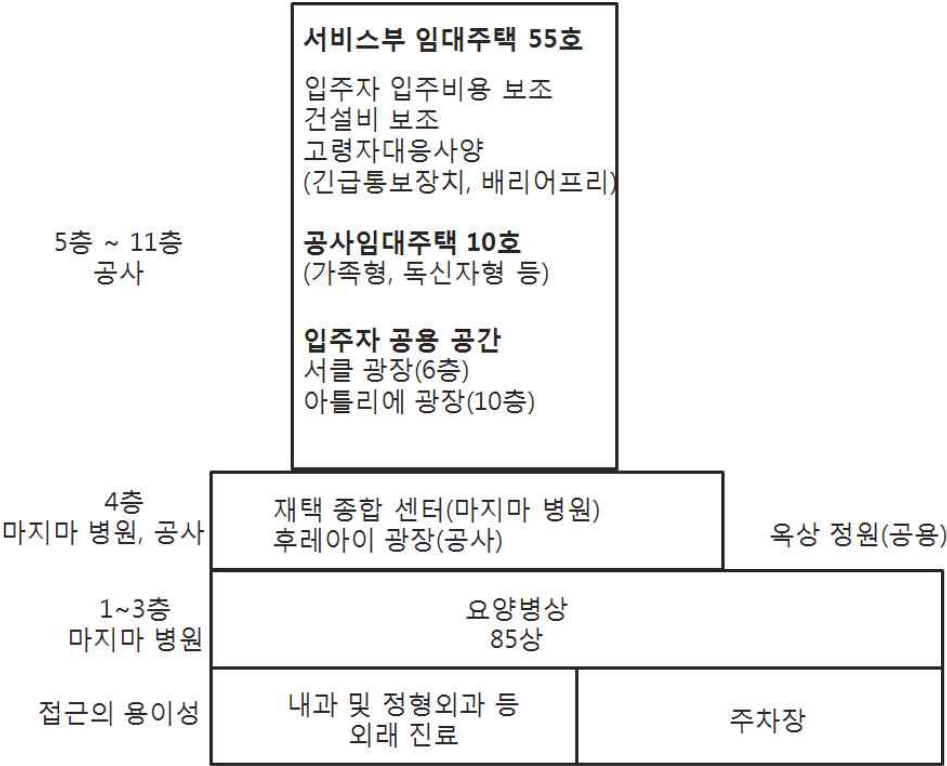 서비스부 임대주택 55호
입주자 입주비용 보조
건설비 보조
고령자대응사양
(긴급통보장치, 배리어프리)
5층 ~ 11층
공사
공사임대주택 10호
(가족형, 독신자형 등)
입주자 공용 공간
서클 광장(6층)
아틀리에 광장(10층)
4층
마지마 병원, 공사
재택 종합 센터(마지마 병원)
후레아이 광장(공사)
옥상 정원(공용)
1~3층
마지마 병원
요양병상
85상
접근의 용이성
내과 및 정형외과 등
외래 진료
주차장